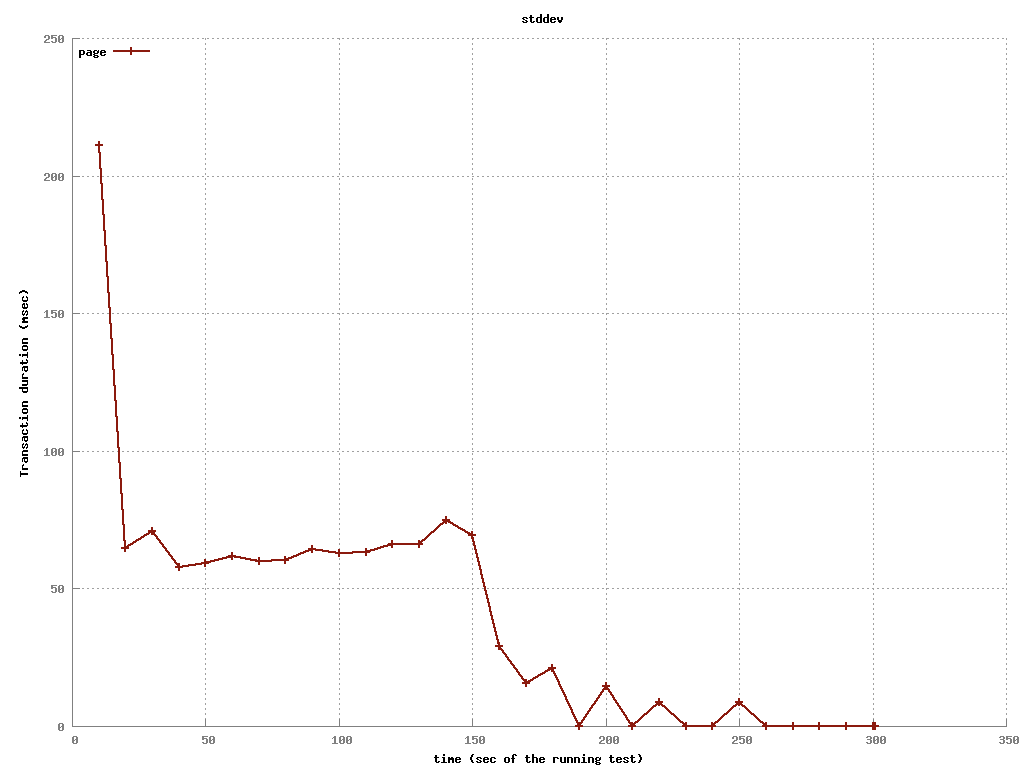 stddev
page
250
200
150
100
50
0
Transaction duration (msec)
0 50 100 150 200 250 300 350
time (sec of the running test)